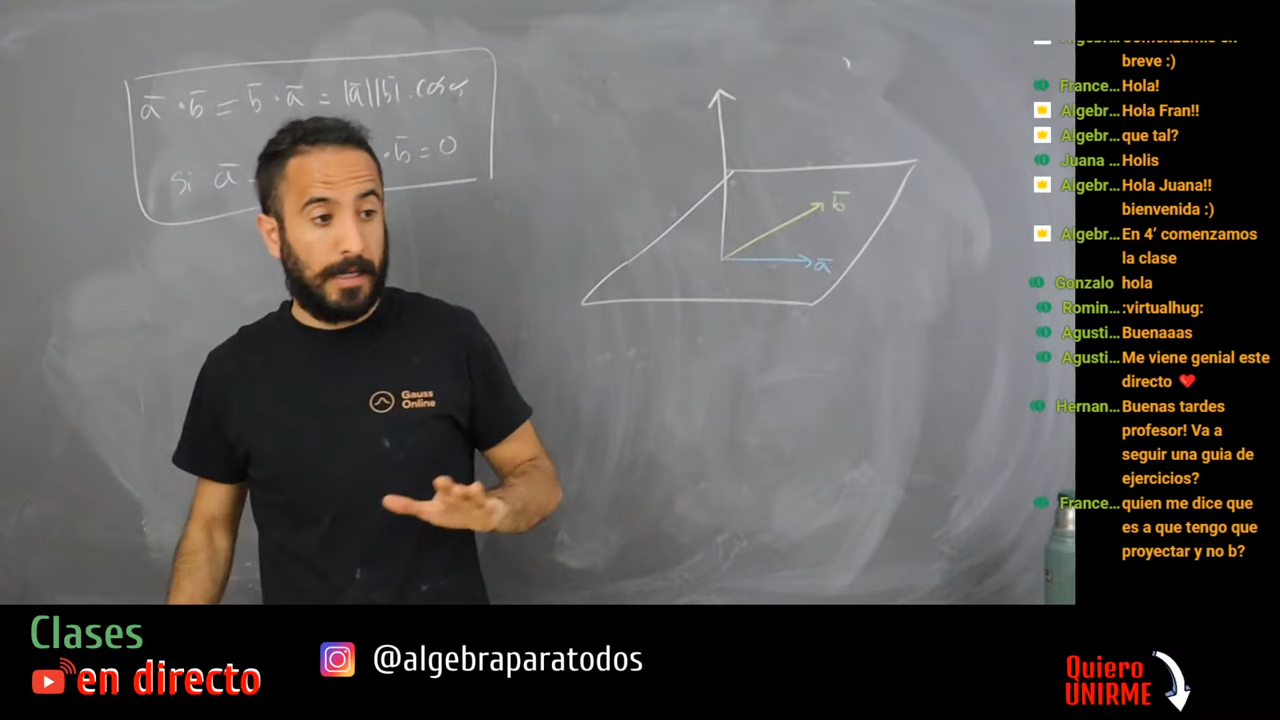 ā · b̄ = b̄ · ā = |ā||b̄| · cos α
si ā
· b̄ = 0
b̄
ā
Gauss
Online
breve :)
France... Hola!
Algebr... Hola Fran!!
Algebr... que tal?
Juana ... Holis
Algebr... Hola Juana!!
bienvenida :)
Algebr... En 4' comenzamos
la clase
Gonzalo hola
Romin... :virtualhug:
Agusti... Buenaaas
Agusti... Me viene genial este
directo ❤️
Hernan... Buenas tardes
profesor! Va a
seguir una guia de
ejercicios?
France... quien me dice que
es a que tengo que
proyectar y no b?
Clases
en directo
@algebraparatodos
Quiero
UNIRME